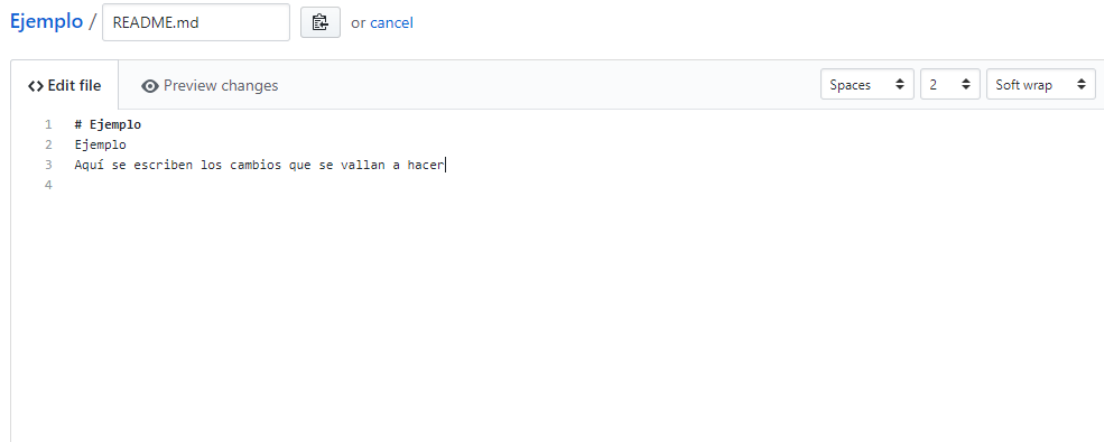 Ejemplo / README.md or cancel
<> Edit file Preview changes Spaces 2 Soft wrap
1 # Ejemplo
2 Ejemplo
3 Aquí se escriben los cambios que se vallan a hacer
4